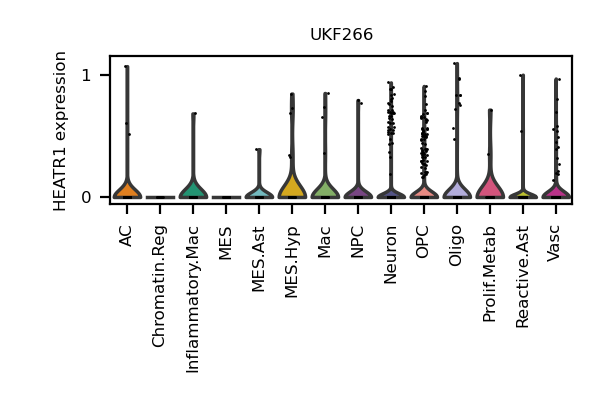 UKF266
HEATR1 expression
1
0
AC
Chromatin.Reg
Inflammatory.Mac
MES
MES.Ast
MES.Hyp
Mac
NPC
Neuron
OPC
Oligo
Prolif.Metab
Reactive.Ast
Vasc